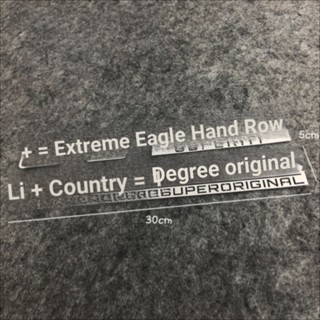 + = Extreme Eagle Hand Row
5cm
Li + Country = Degree original,
SUPERORIGINAL
30cm